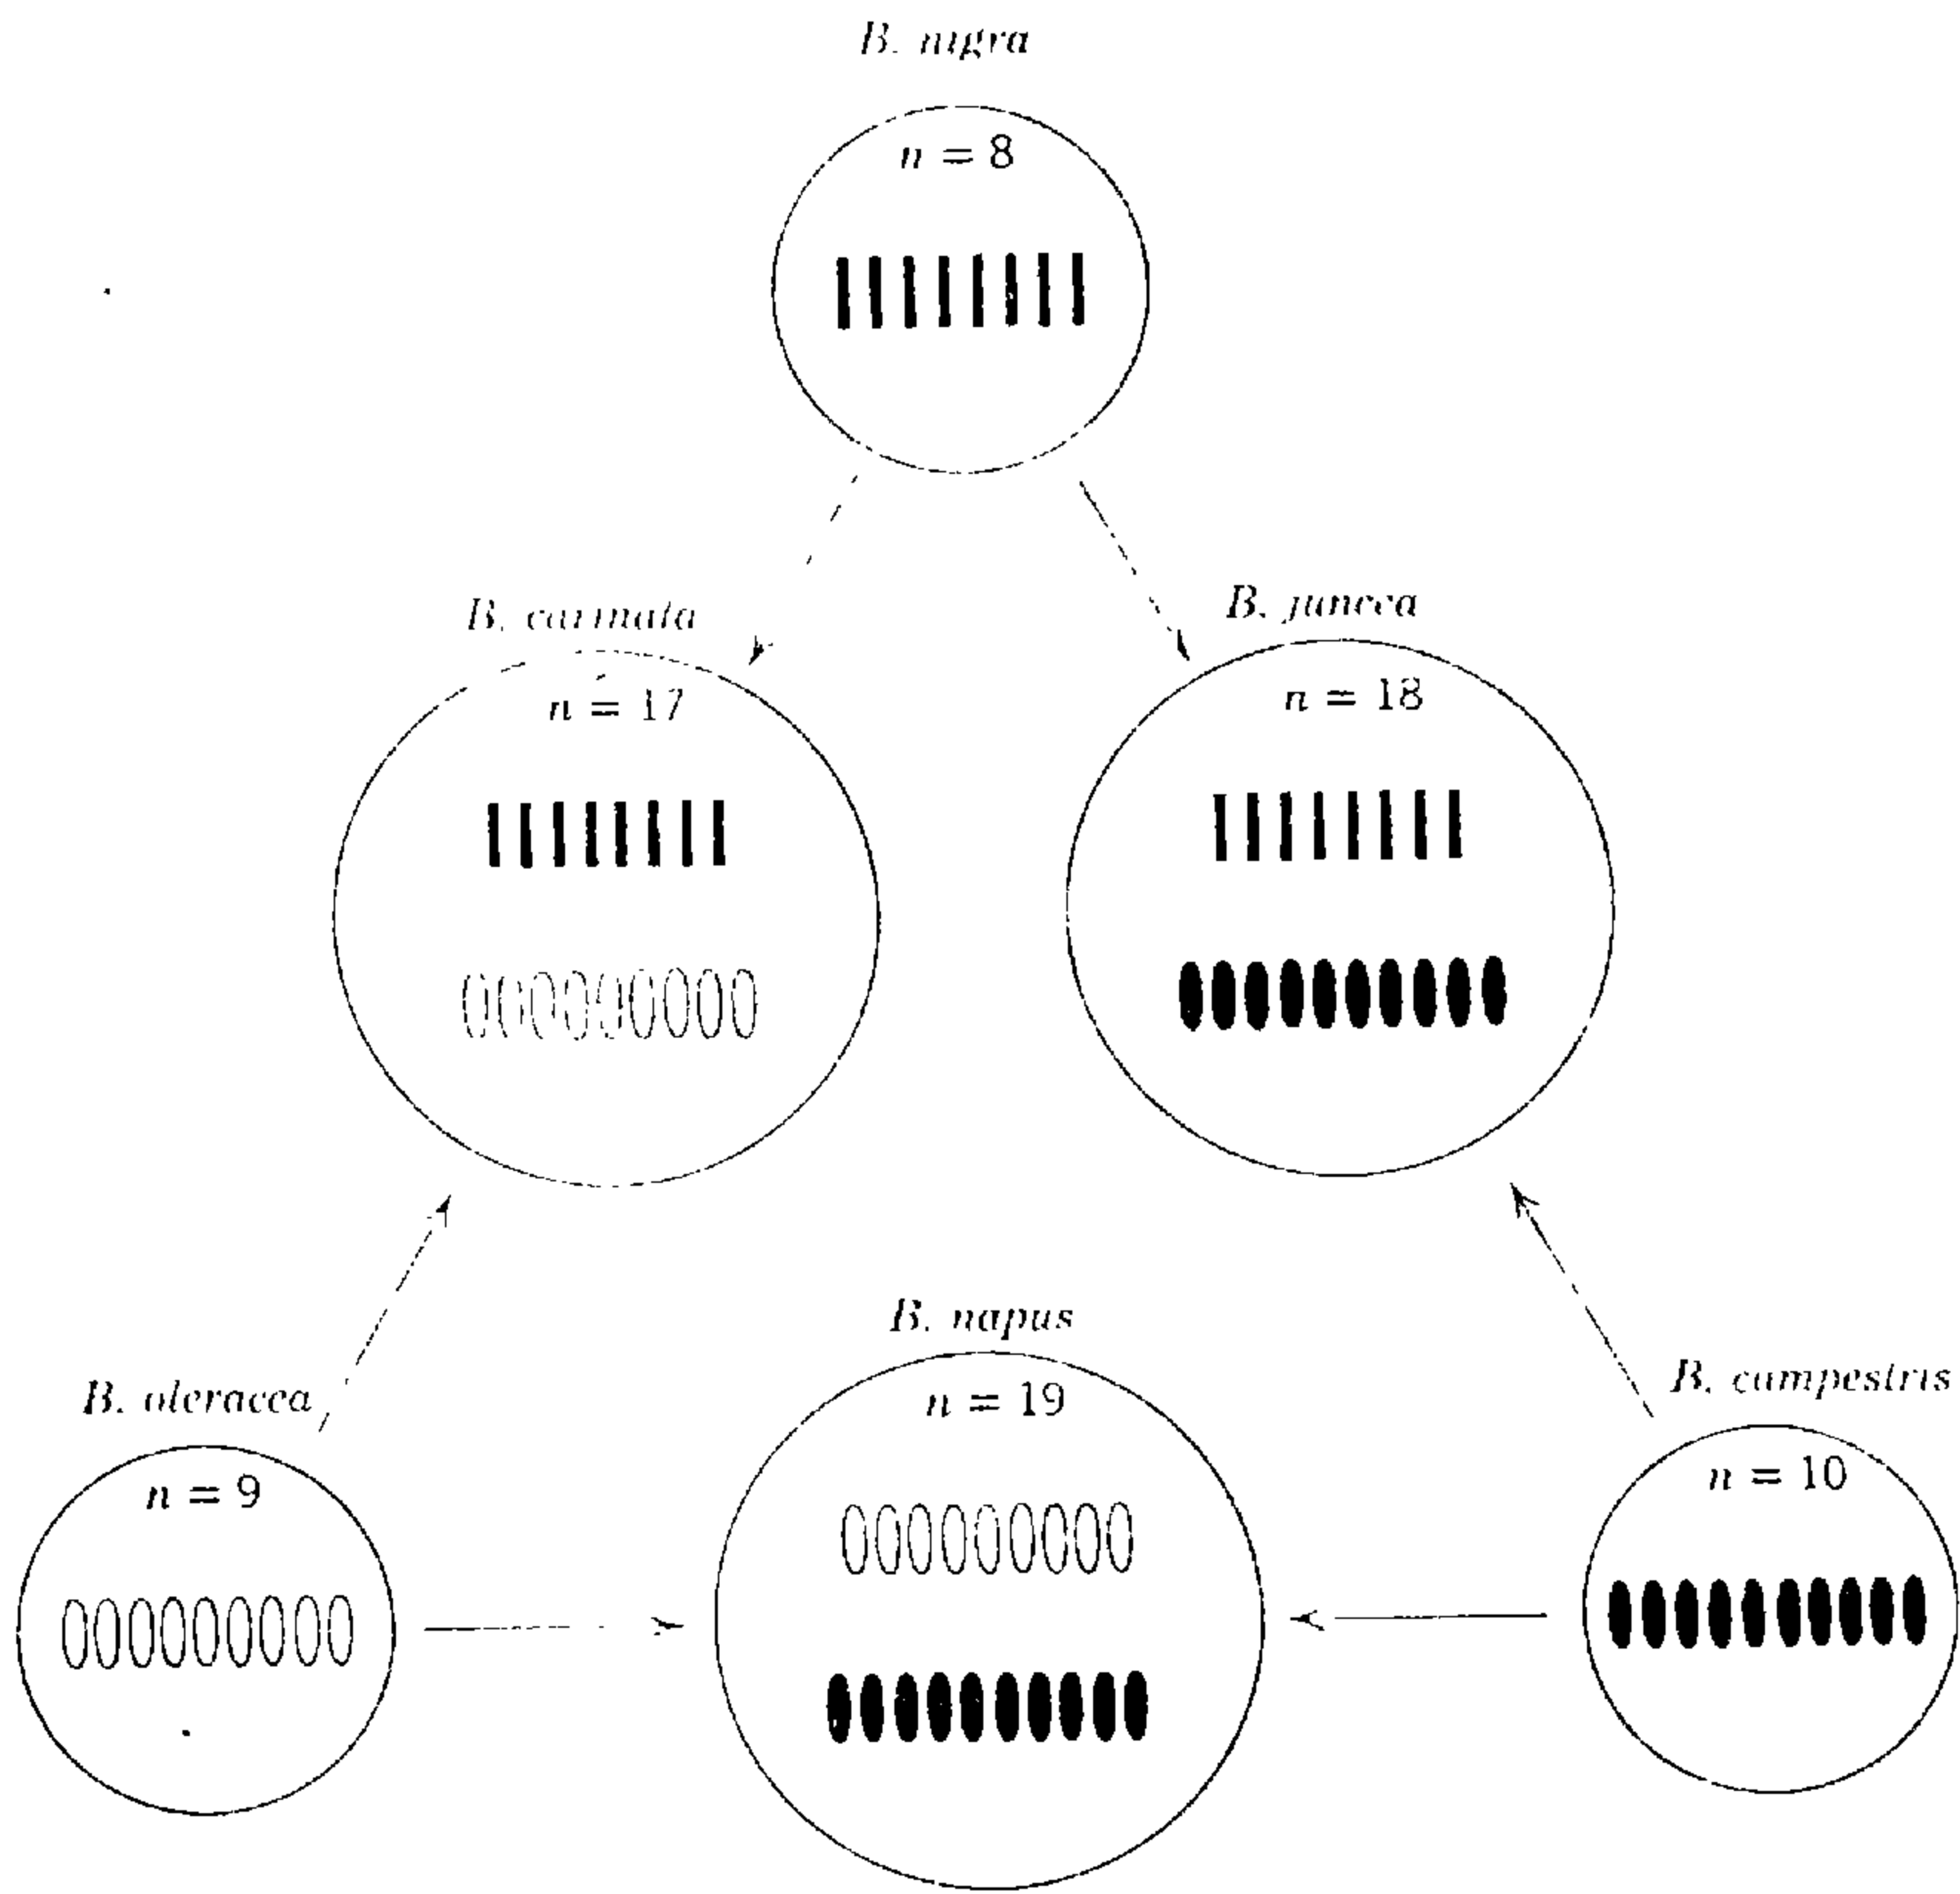 B. nigra
n = 8
B. carinata
n = 17
B. juncea
n = 18
B. napus
n = 19
B. oleracea
n = 9
B. campestris
n = 10